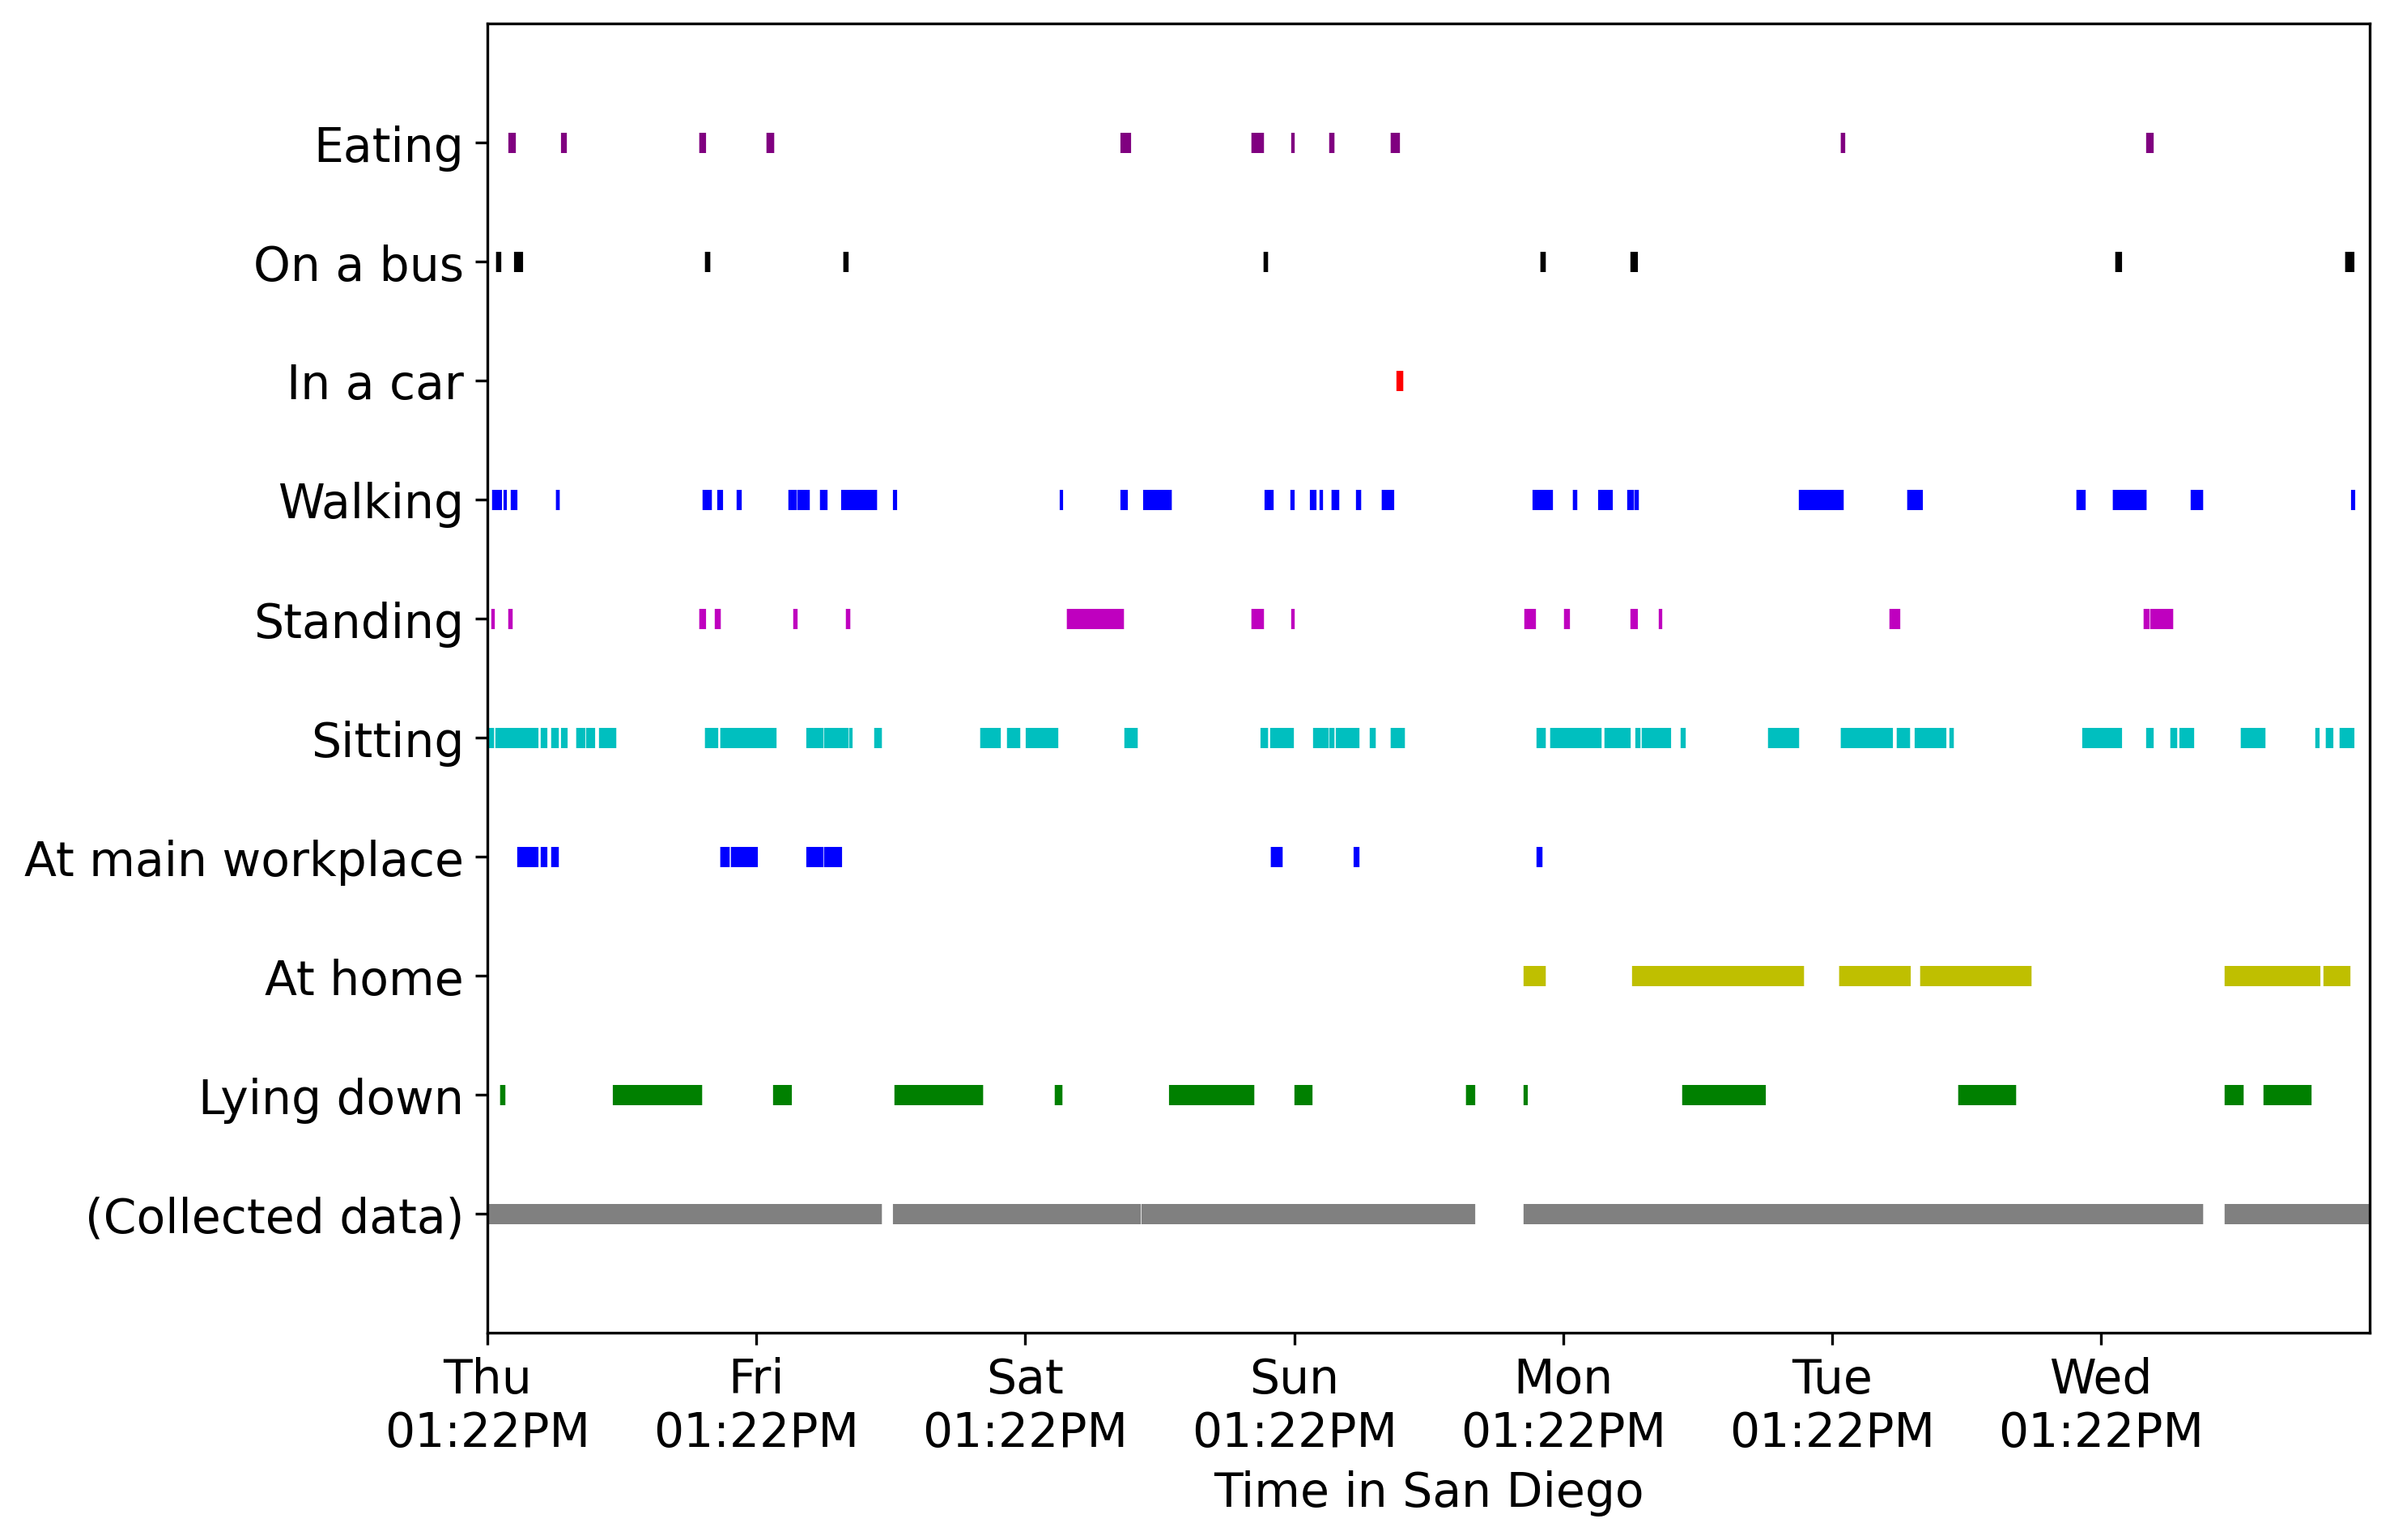 Eating
On a bus
In a car
Walking
Standing
Sitting
At main workplace
At home
Lying down
(Collected data)
Thu Fri Sat Sun Mon Tue Wed
01:22PM 01:22PM 01:22PM 01:22PM 01:22PM 01:22PM 01:22PM
Time in San Diego